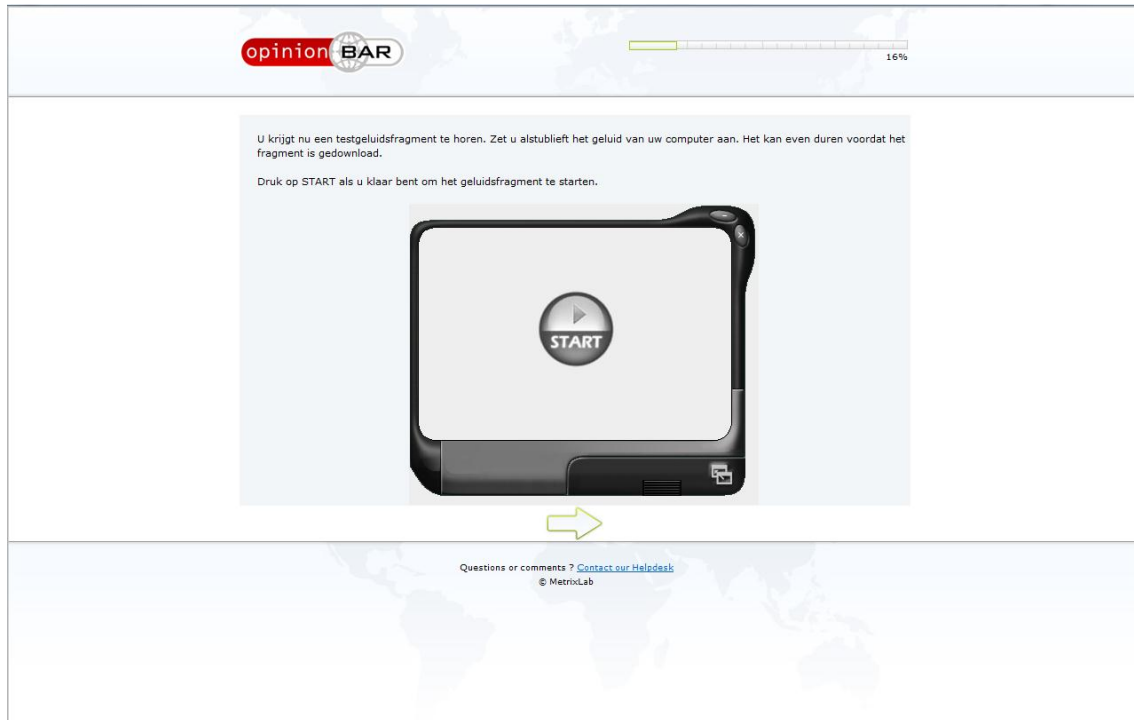 opinion BAR
16%
U krijgt nu een testgeluidsfragment te horen. Zet u alstublieft het geluid van uw computer aan. Het kan even duren voordat het
fragment is gedownload.
Druk op START als u klaar bent om het geluidsfragment te starten.
START
Questions or comments ? Contact our Helpdesk
© MetrixLab